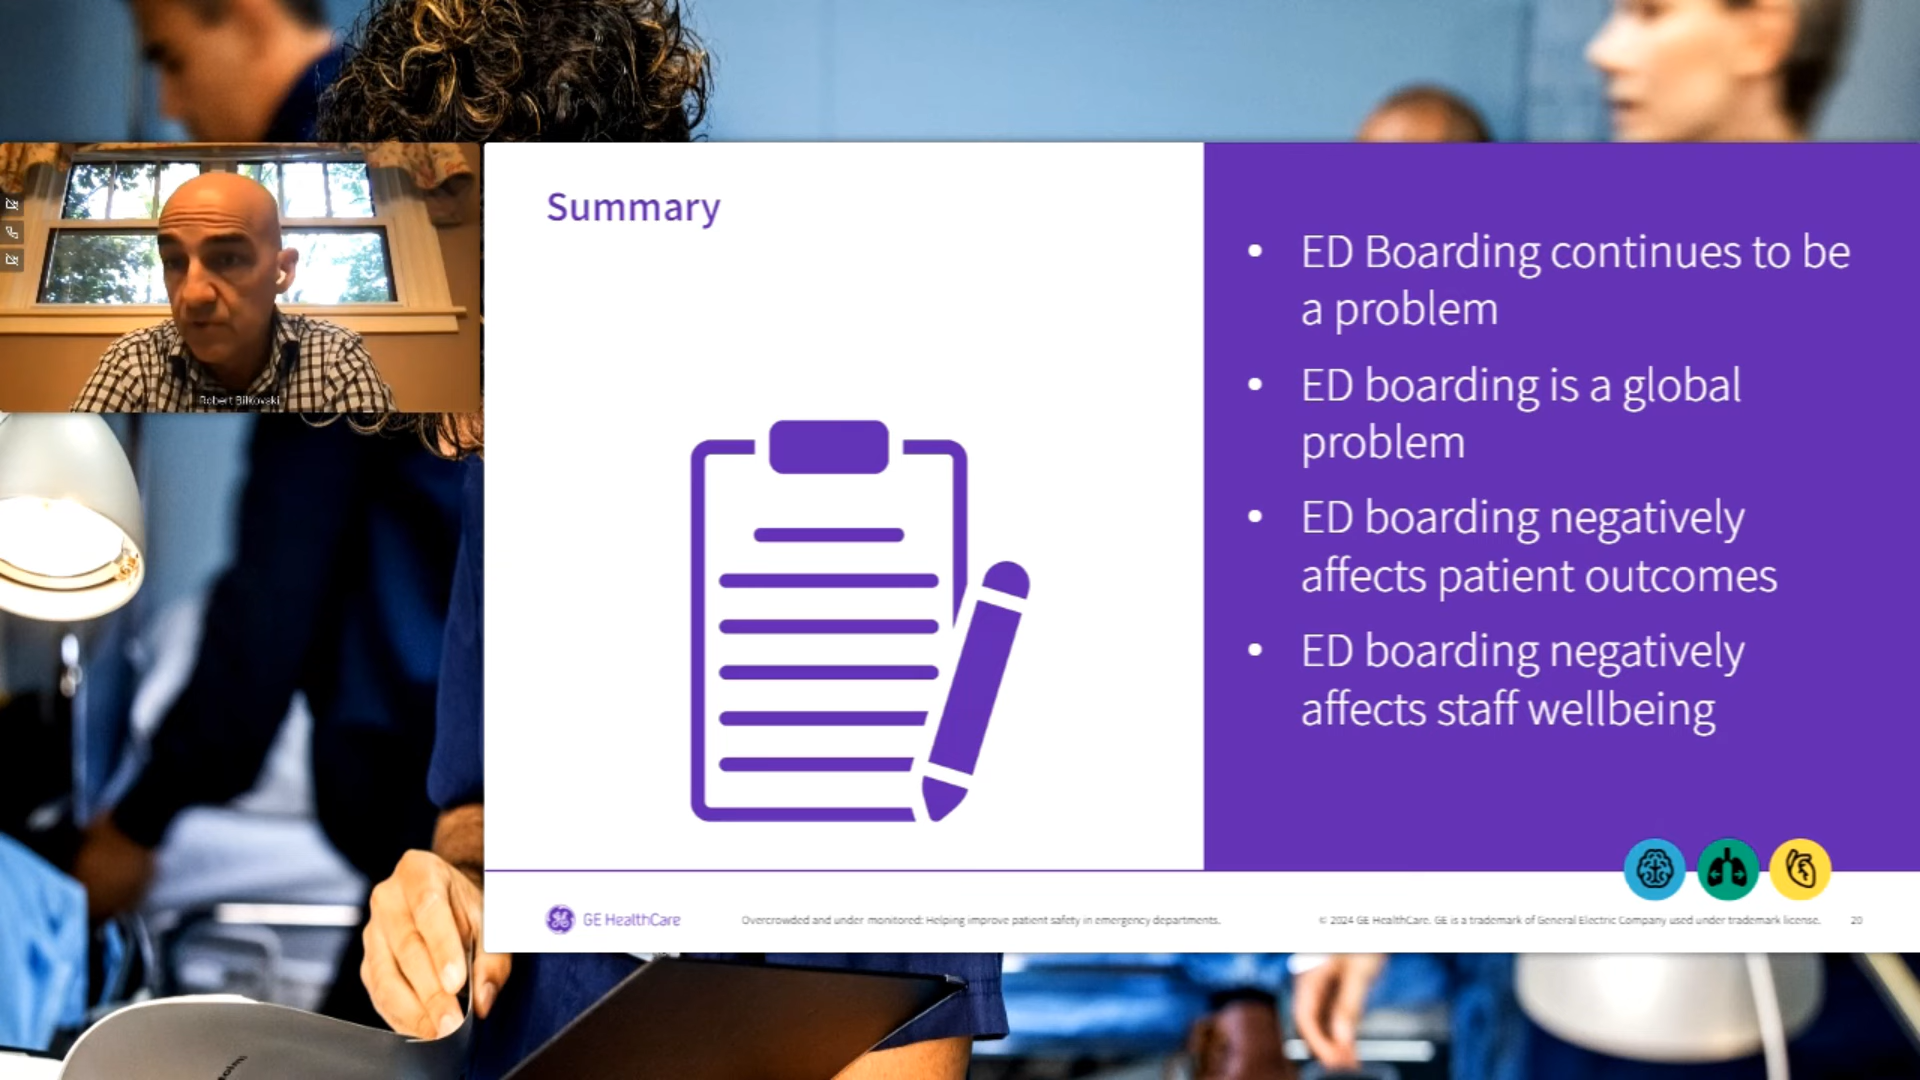 Robert Bilkovski
Summary
• ED Boarding continues to be
a problem
• ED boarding is a global
problem
• ED boarding negatively
affects patient outcomes
• ED boarding negatively
affects staff wellbeing
GE HealthCare
Overcrowded and under monitored: Helping improve patient safety in emergency departments.
© 2024 GE HealthCare. GE is a trademark of General Electric Company used under trademark license.
20